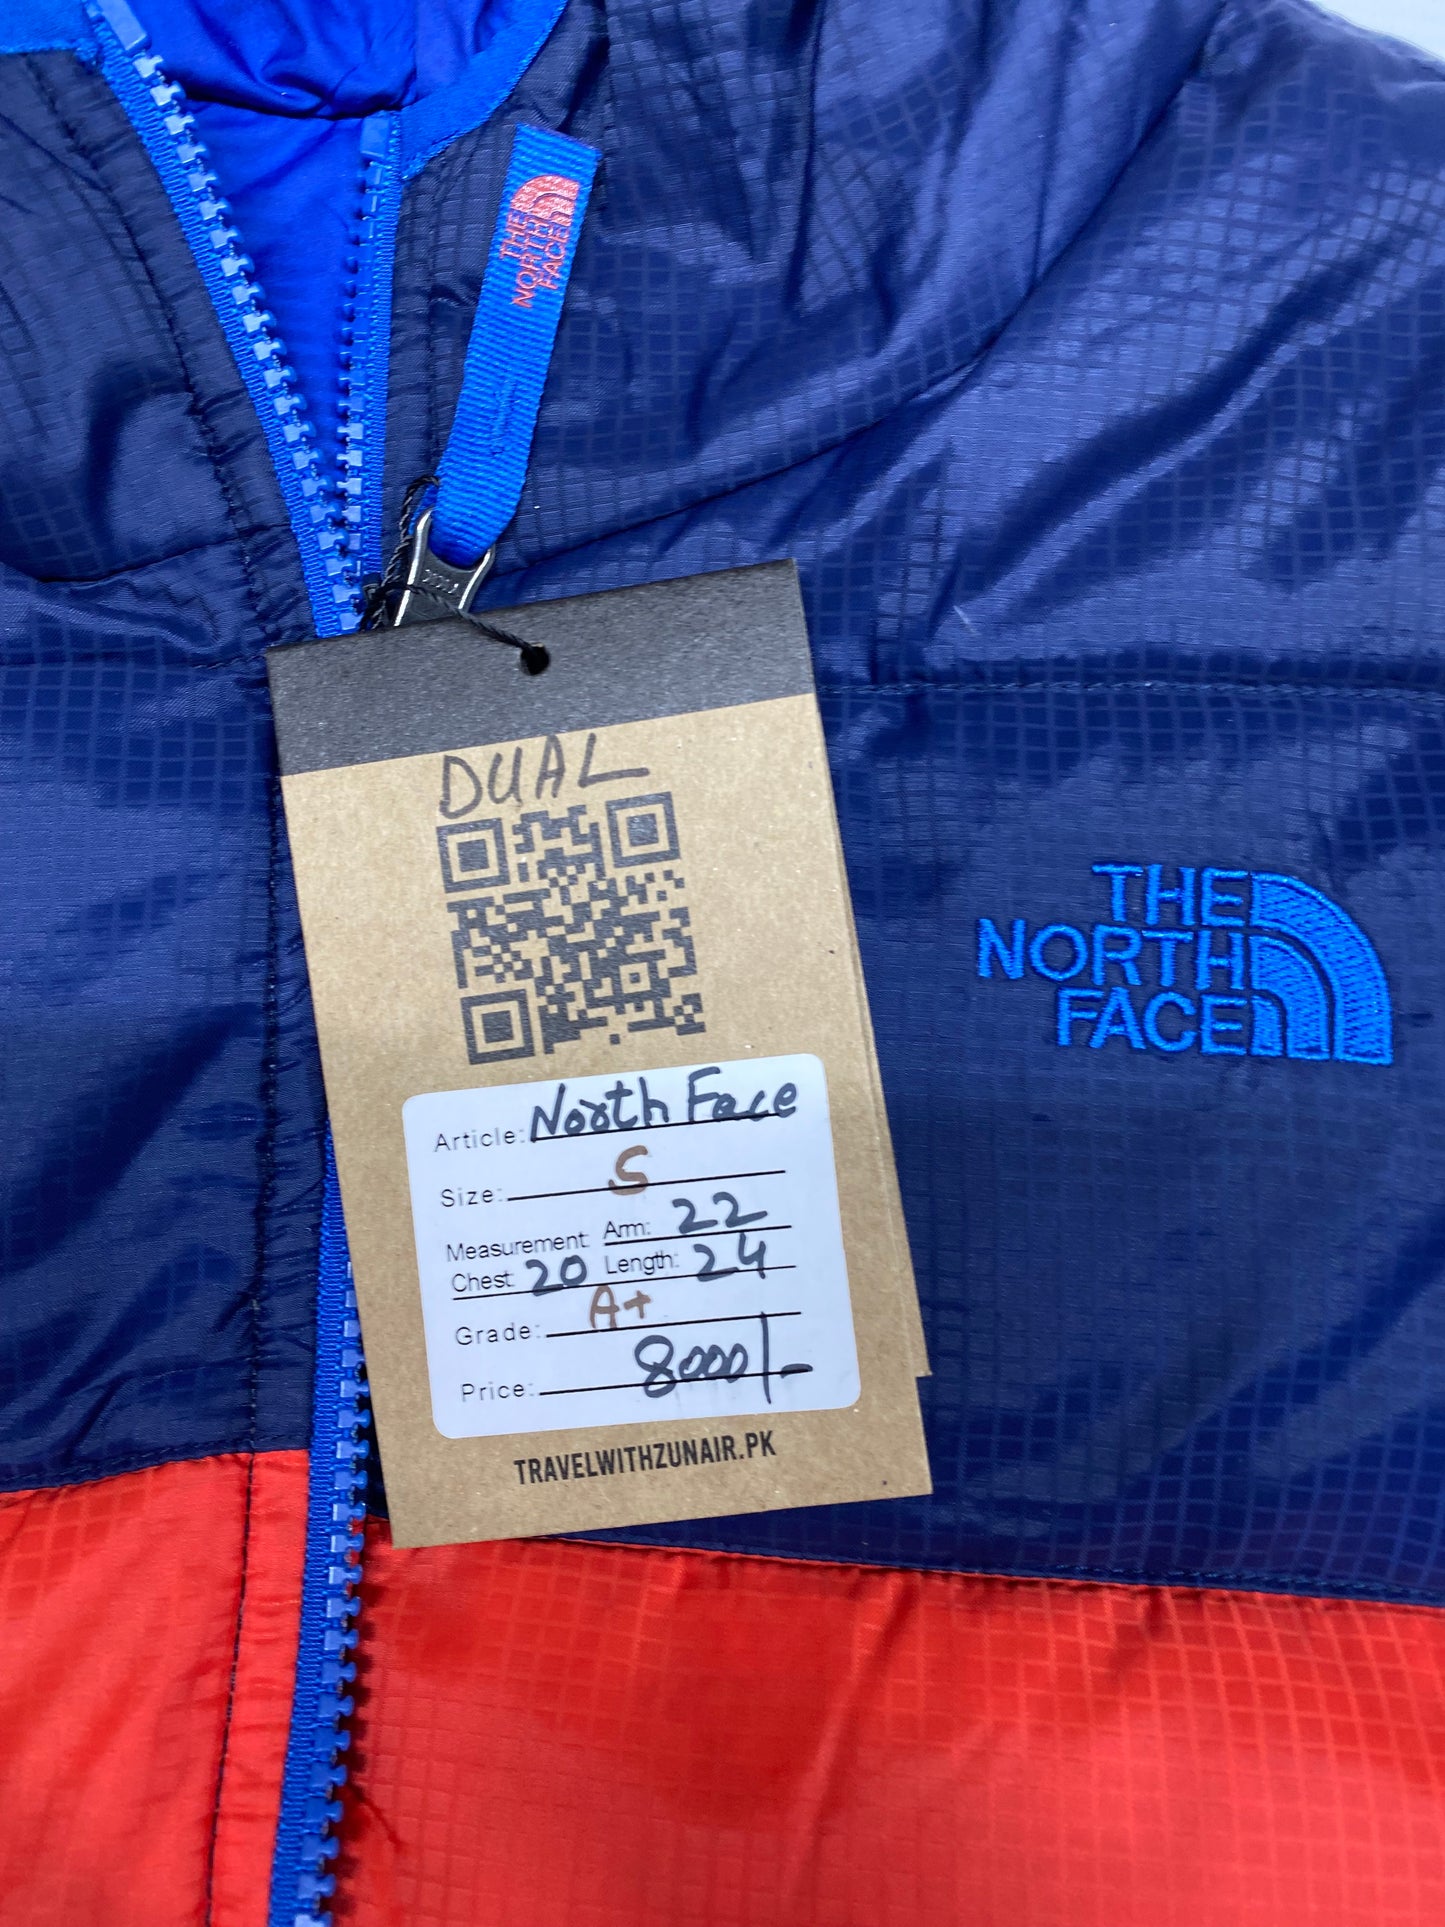 THE
NORTH
FACE
DUAL
THE
NORTH
FACE
Article: North Face
Size: S
Measurement: Arm: 22
Chest: 20 Length: 24
Grade: A+
Price: 8000/-
TRAVELWITHZUNAIR.PK